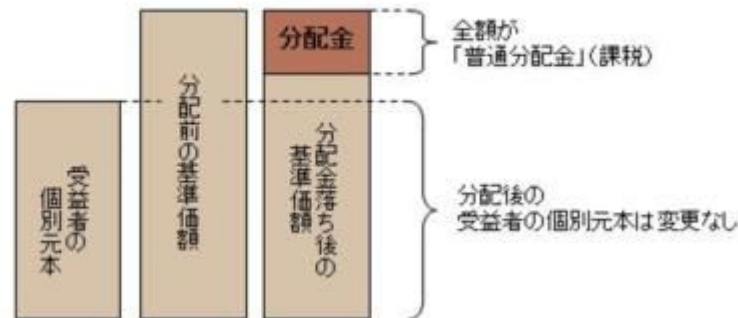 受益者の
個別元本
分配前の基準価額
分配金
分配金落ち後の
基準価額
全額が
「普通分配金」(課税)
分配後の
受益者の個別元本は変更なし